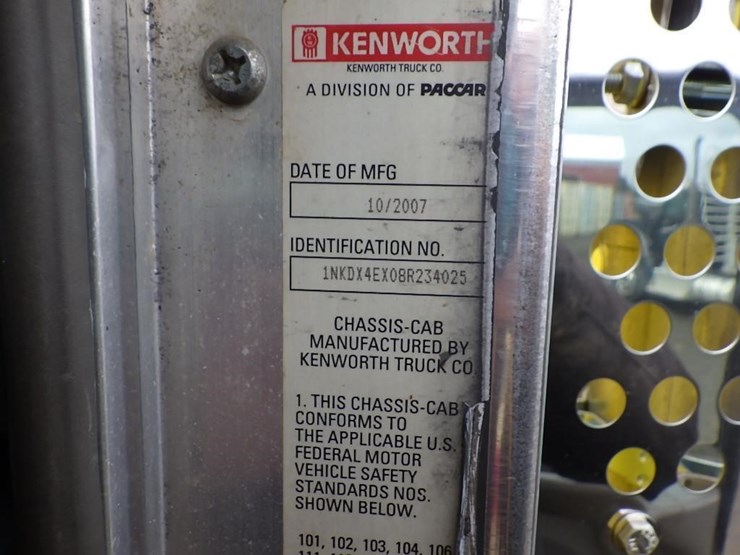 KENWORTH
KENWORTH TRUCK CO.
A DIVISION OF PACCAR
DATE OF MFG
10/2007
IDENTIFICATION NO.
1NKDX4EX08R234025
CHASSIS-CAB
MANUFACTURED BY
KENWORTH TRUCK CO
1. THIS CHASSIS-CAB
CONFORMS TO
THE APPLICABLE U.S.
FEDERAL MOTOR
VEHICLE SAFETY
STANDARDS NOS.
SHOWN BELOW.
101, 102, 103, 104, 106